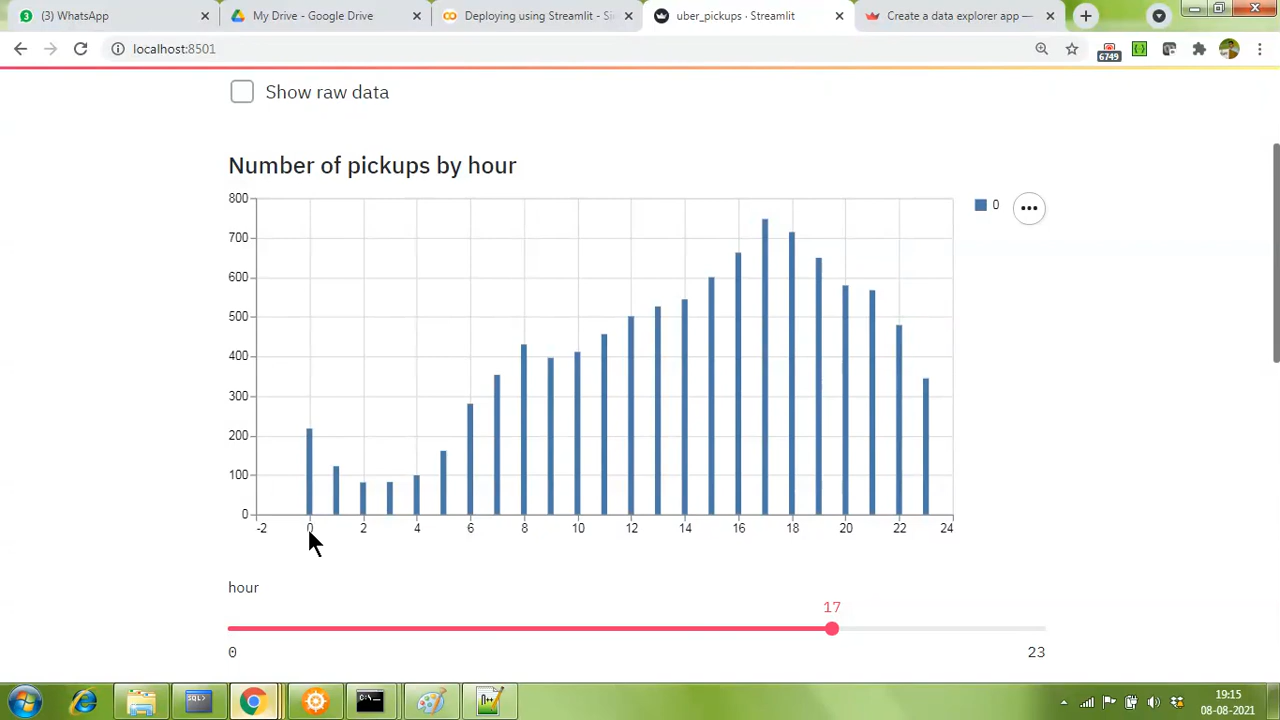 (3) WhatsApp
My Drive - Google Drive
Deploying using Streamlit - Si
uber_pickups · Streamlit
Create a data explorer app —
localhost:8501
6749
Show raw data
Number of pickups by hour
800
700
600
500
400
300
200
100
0
-2 0 2 4 6 8 10 12 14 16 18 20 22 24
0
hour
17
0 23
19:15
08-08-2021